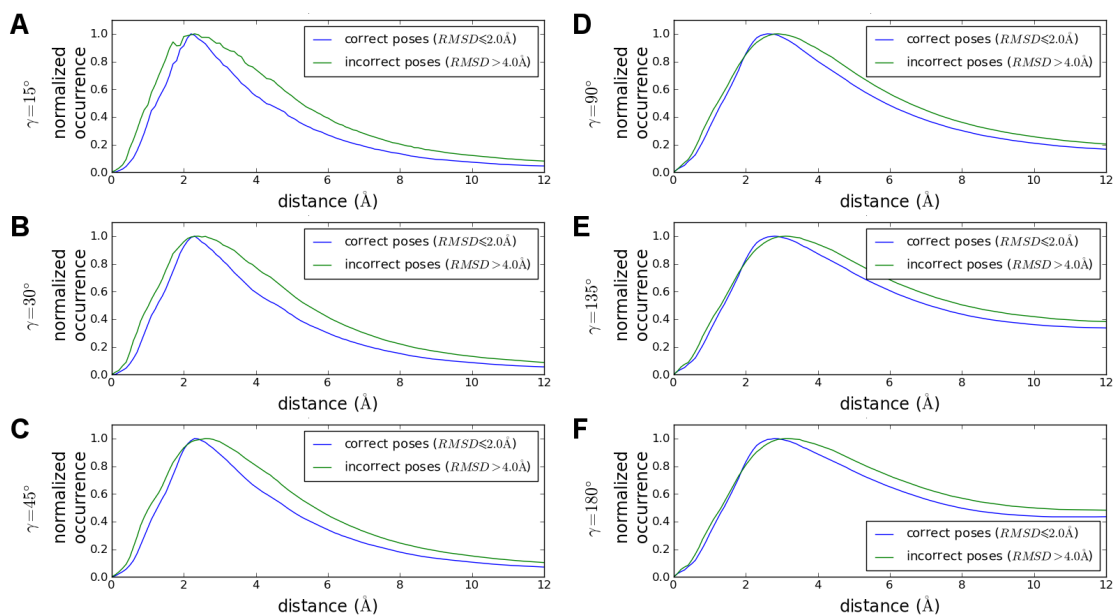 A
γ=15°
normalized
occurrence
1.0
0.8
0.6
0.4
0.2
0.0
correct poses (RMSD⩽2.0Å)
incorrect poses (RMSD>4.0Å)
0 2 4 6 8 10 12
distance (Å)
B
γ=30°
normalized
occurrence
1.0
0.8
0.6
0.4
0.2
0.0
correct poses (RMSD⩽2.0Å)
incorrect poses (RMSD>4.0Å)
0 2 4 6 8 10 12
distance (Å)
C
γ=45°
normalized
occurrence
1.0
0.8
0.6
0.4
0.2
0.0
correct poses (RMSD⩽2.0Å)
incorrect poses (RMSD>4.0Å)
0 2 4 6 8 10 12
distance (Å)
D
γ=90°
normalized
occurrence
1.0
0.8
0.6
0.4
0.2
0.0
correct poses (RMSD⩽2.0Å)
incorrect poses (RMSD>4.0Å)
0 2 4 6 8 10 12
distance (Å)
E
γ=135°
normalized
occurrence
1.0
0.8
0.6
0.4
0.2
0.0
correct poses (RMSD⩽2.0Å)
incorrect poses (RMSD>4.0Å)
0 2 4 6 8 10 12
distance (Å)
F
γ=180°
normalized
occurrence
1.0
0.8
0.6
0.4
0.2
0.0
correct poses (RMSD⩽2.0Å)
incorrect poses (RMSD>4.0Å)
0 2 4 6 8 10 12
distance (Å)